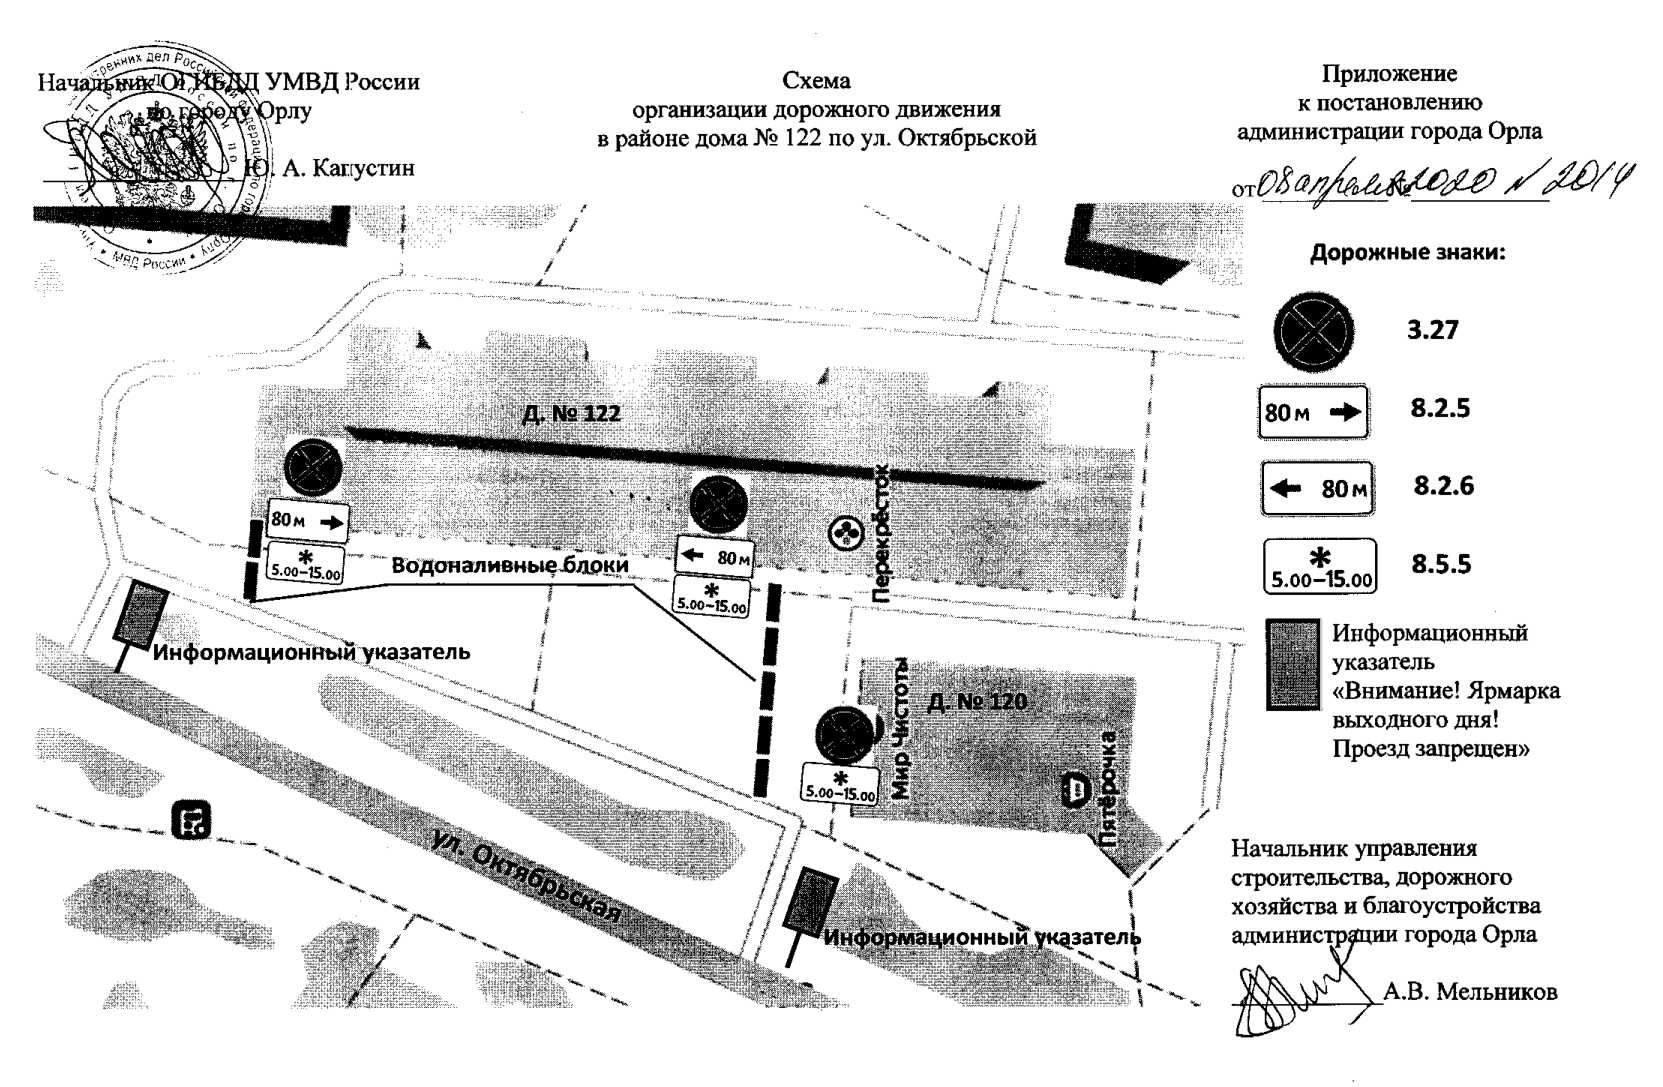 Начальник ОГИБДД УМВД России
по городу Орлу
Ю. А. Капустин
МВД России
Схема
организации дорожного движения
в районе дома № 122 по ул. Октябрьской
Приложение
к постановлению
администрации города Орла
от 08 апреля 2020 № 2014
Дорожные знаки:
3.27
80 м
8.2.5
80 м
8.2.6
*
5.00–15.00
8.5.5
Информационный
указатель
«Внимание! Ярмарка
выходного дня!
Проезд запрещен»
Д. № 122
80 м
*
5.00–15.00
80 м
*
5.00–15.00
Перекрёсток
Водоналивные блоки
Информационный указатель
Мир Чистоты
Д. № 120
*
5.00–15.00
Пятёрочка
ул. Октябрьская
Информационный указатель
Начальник управления
строительства, дорожного
хозяйства и благоустройства
администрации города Орла
А.В. Мельников